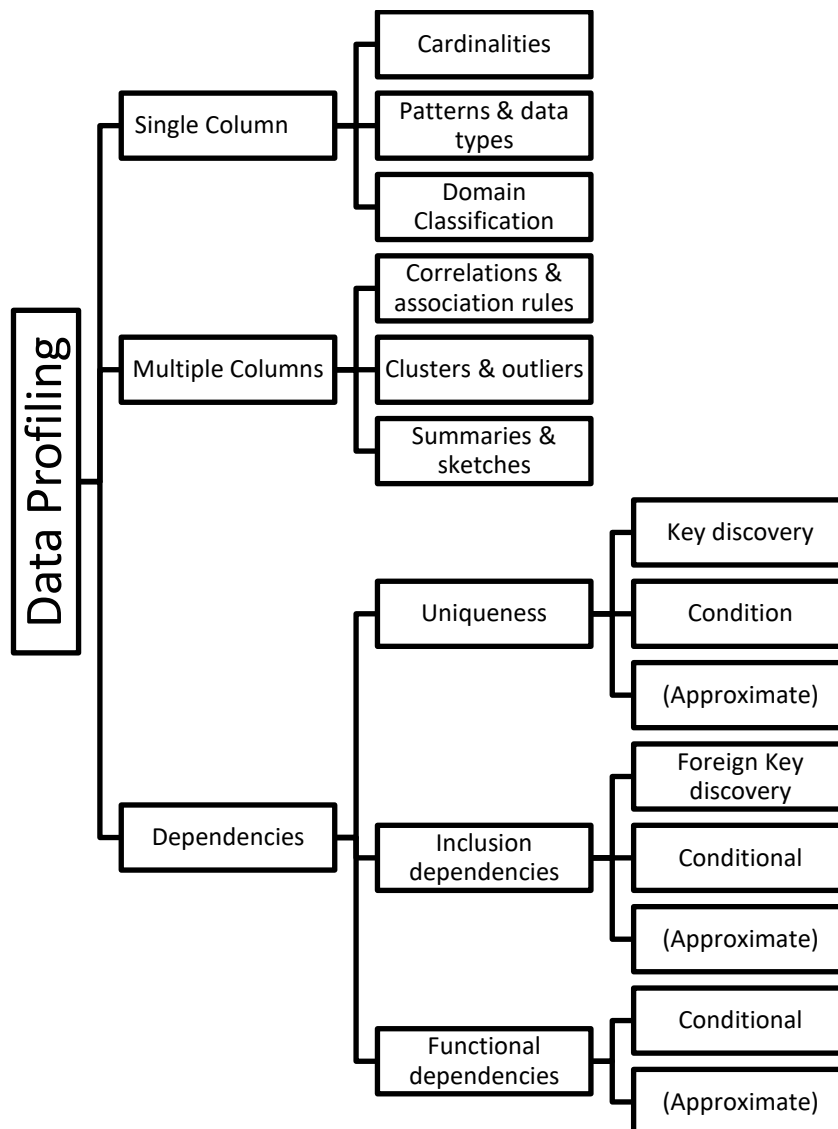 Data Profiling
Single Column
Cardinalities
Patterns & data
types
Domain
Classification
Multiple Columns
Correlations &
association rules
Clusters & outliers
Summaries &
sketches
Dependencies
Uniqueness
Key discovery
Condition
(Approximate)
Inclusion
dependencies
Foreign Key
discovery
Conditional
(Approximate)
Functional
dependencies
Conditional
(Approximate)